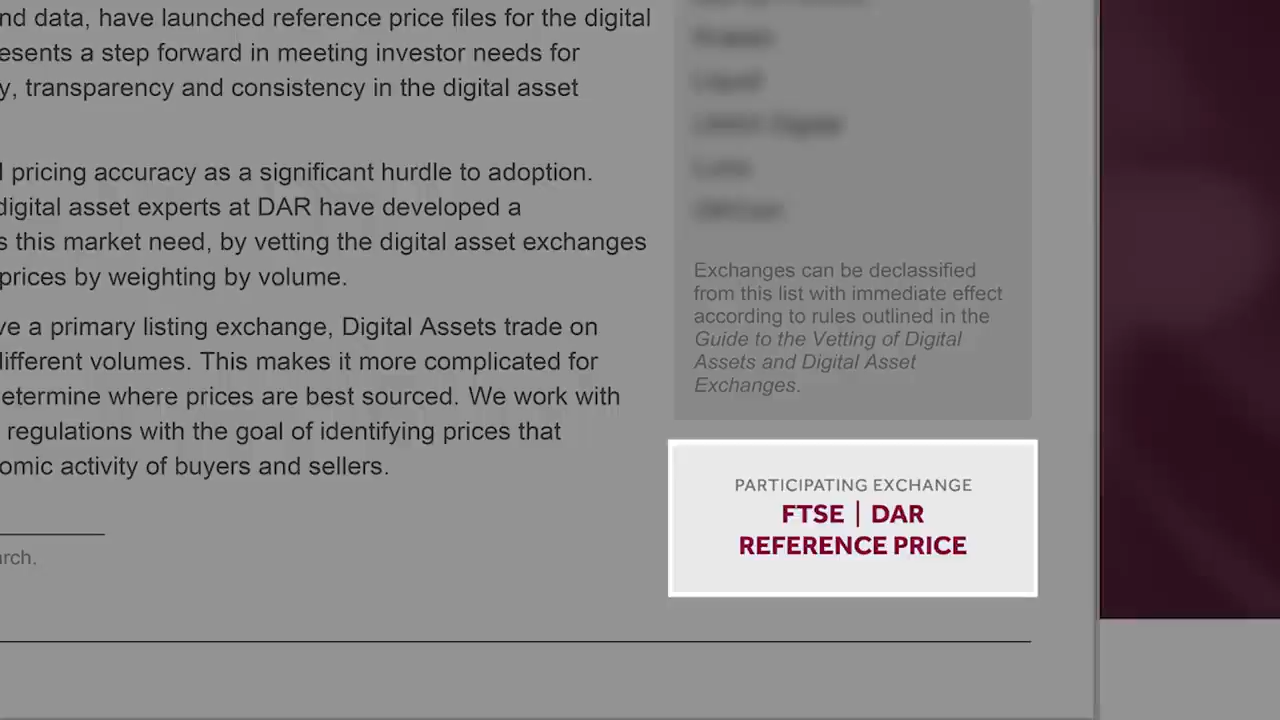 nd data, have launched reference price files for the digital
esents a step forward in meeting investor needs for
y, transparency and consistency in the digital asset
l pricing accuracy as a significant hurdle to adoption.
digital asset experts at DAR have developed a
s this market need, by vetting the digital asset exchanges
prices by weighting by volume.
ve a primary listing exchange, Digital Assets trade on
different volumes. This makes it more complicated for
etermine where prices are best sourced. We work with
regulations with the goal of identifying prices that
omic activity of buyers and sellers.
arch.
Exchanges can be declassified
from this list with immediate effect
according to rules outlined in the
Guide to the Vetting of Digital
Assets and Digital Asset
Exchanges.
PARTICIPATING EXCHANGE
FTSE | DAR
REFERENCE PRICE